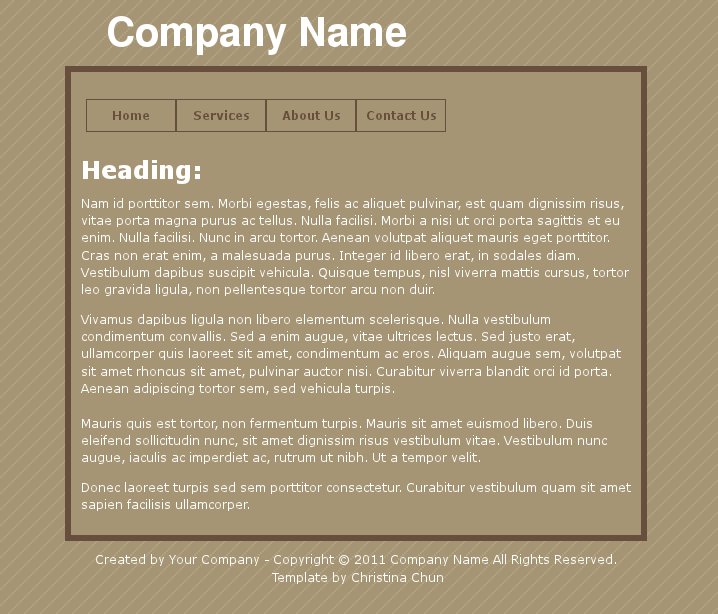 Company Name
Home Services About Us Contact Us
Heading:
Nam id porttitor sem. Morbi egestas, felis ac aliquet pulvinar, est quam dignissim risus,
vitae porta magna purus ac tellus. Nulla facilisi. Morbi a nisi ut orci porta sagittis et eu
enim. Nulla facilisi. Nunc in arcu tortor. Aenean volutpat aliquet mauris eget porttitor.
Cras non erat enim, a malesuada purus. Integer id libero erat, in sodales diam.
Vestibulum dapibus suscipit vehicula. Quisque tempus, nisl viverra mattis cursus, tortor
leo gravida ligula, non pellentesque tortor arcu non duir.
Vivamus dapibus ligula non libero elementum scelerisque. Nulla vestibulum
condimentum convallis. Sed a enim augue, vitae ultrices lectus. Sed justo erat,
ullamcorper quis laoreet sit amet, condimentum ac eros. Aliquam augue sem, volutpat
sit amet rhoncus sit amet, pulvinar auctor nisi. Curabitur viverra blandit orci id porta.
Aenean adipiscing tortor sem, sed vehicula turpis.
Mauris quis est tortor, non fermentum turpis. Mauris sit amet euismod libero. Duis
eleifend sollicitudin nunc, sit amet dignissim risus vestibulum vitae. Vestibulum nunc
augue, iaculis ac imperdiet ac, rutrum ut nibh. Ut a tempor velit.
Donec laoreet turpis sed sem porttitor consectetur. Curabitur vestibulum quam sit amet
sapien facilisis ullamcorper.
Created by Your Company - Copyright © 2011 Company Name All Rights Reserved.
Template by Christina Chun